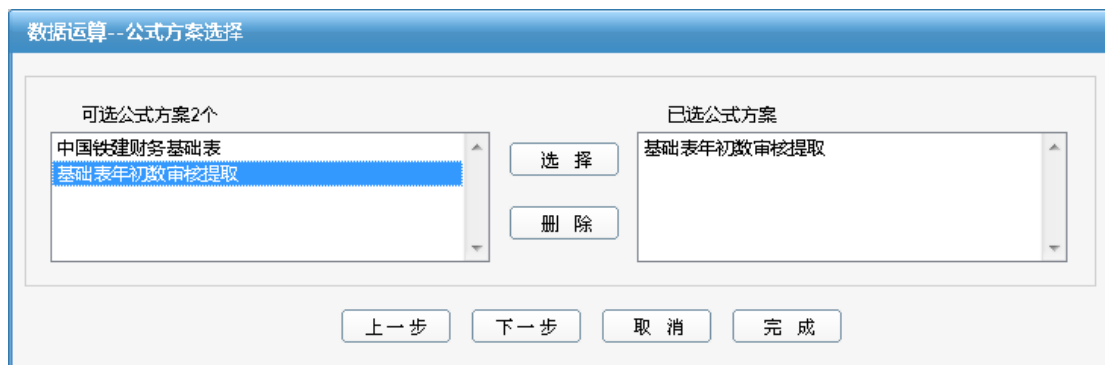 数据运算--公式方案选择
可选公式方案2个
已选公式方案
中国铁建财务基础表
基础表年初数审核提取
选 择
删 除
基础表年初数审核提取
上一步
下一步
取 消
完 成